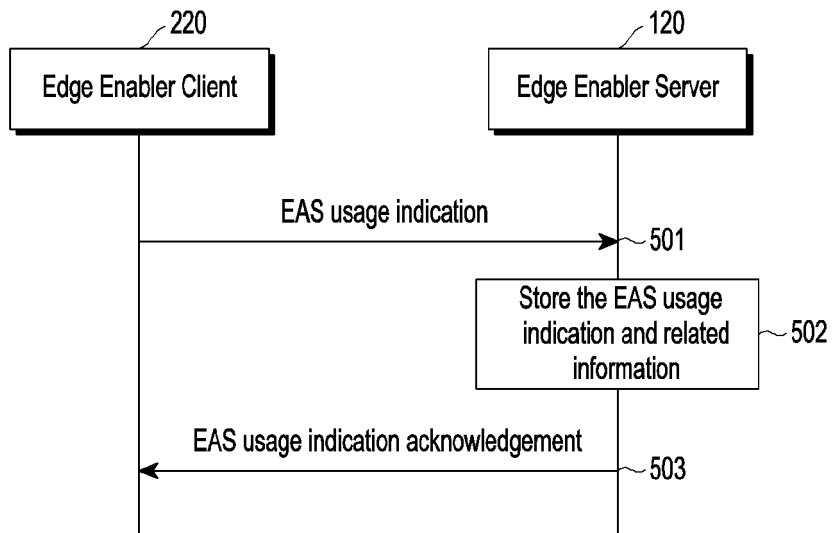 220
120
Edge Enabler Client
Edge Enabler Server
EAS usage indication
501
Store the EAS usage
indication and related
information
502
EAS usage indication acknowledgement
503